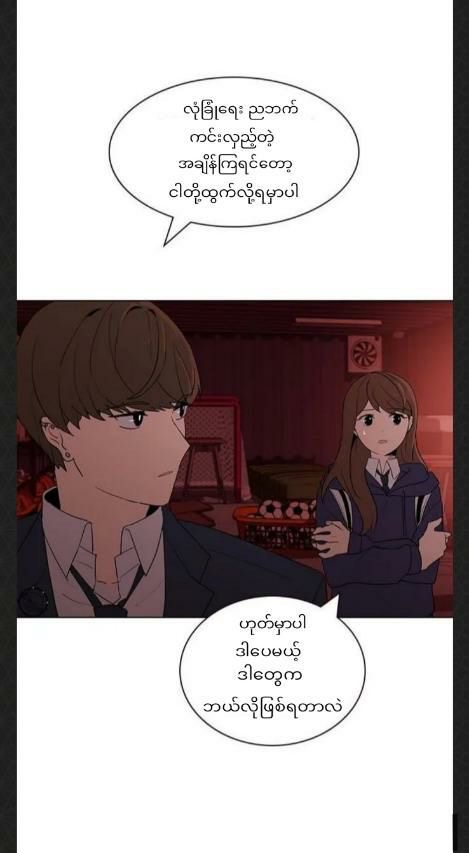 လုံခြုံရေး ညဘက်
ကင်းလှည့်တဲ့
အချိန်ကြရင်တော့
ငါတို့ထွက်လို့ရမှာပါ
ဟုတ်မှာပါ
ဒါပေမယ့်
ဒါတွေက
ဘယ်လိုဖြစ်ရတာလဲ